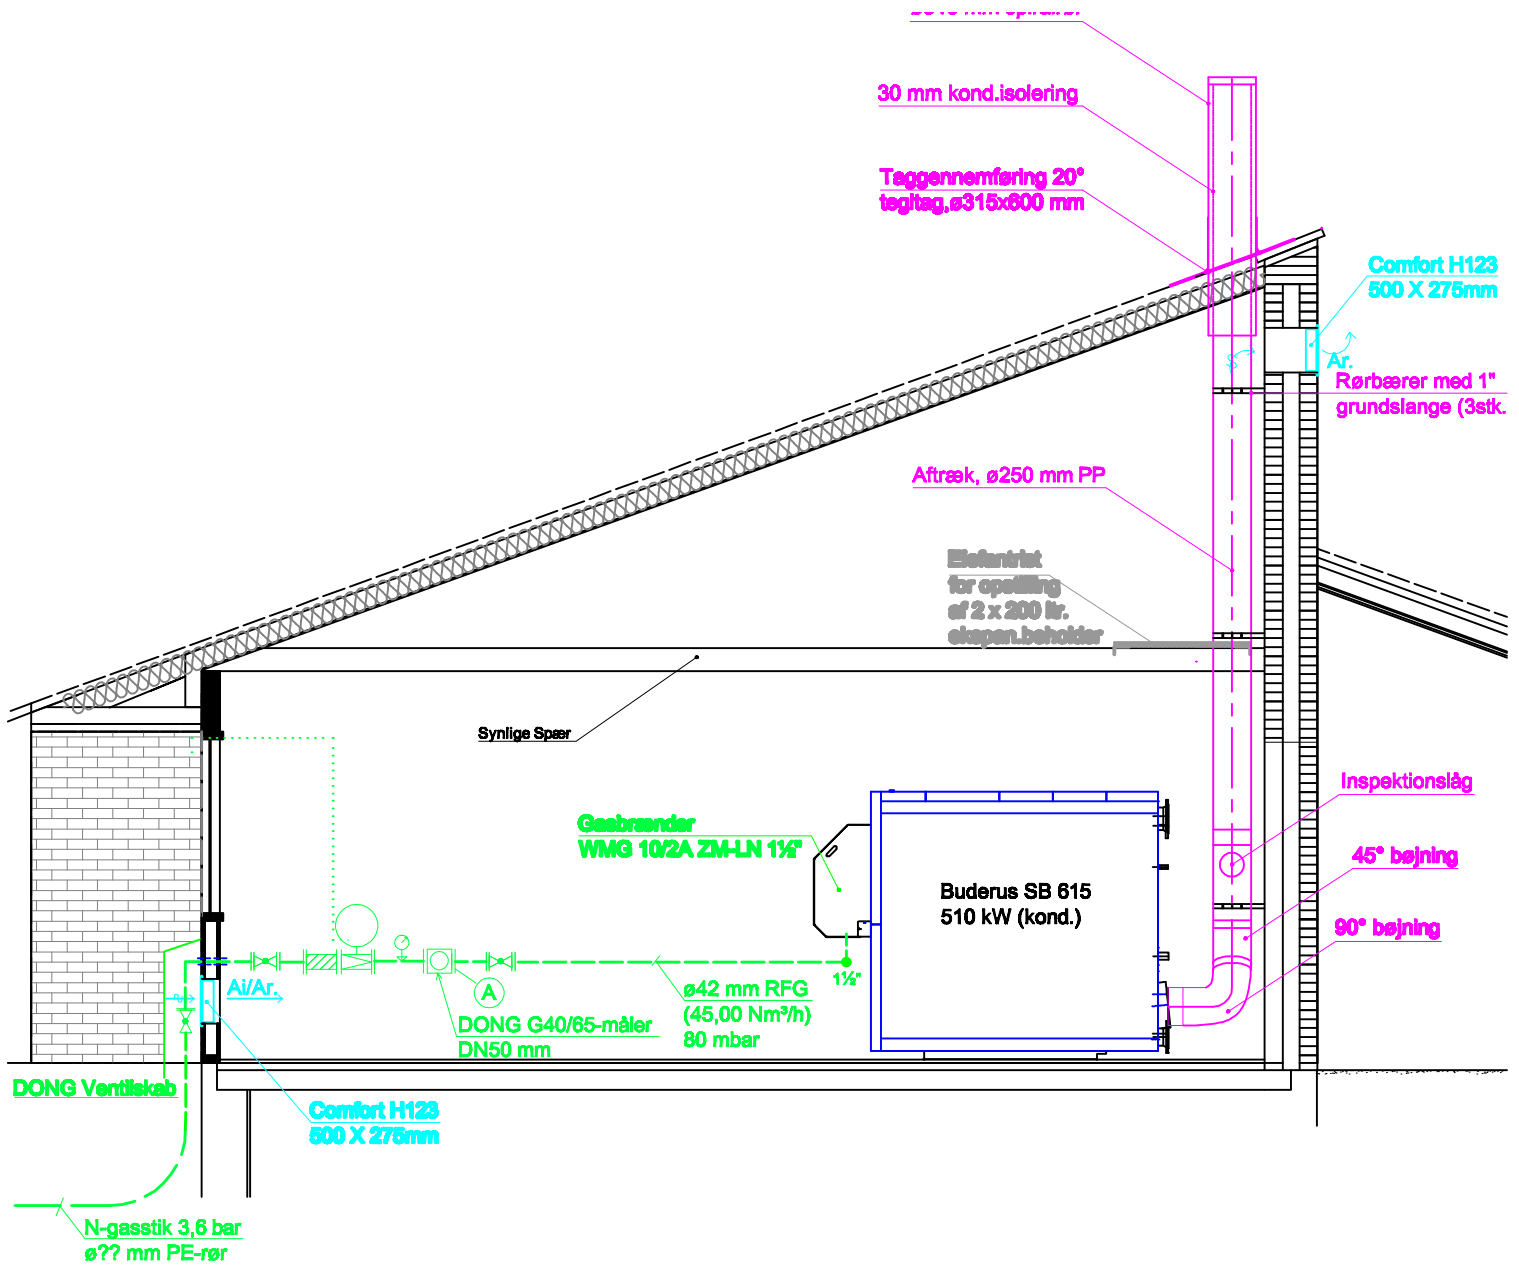 30 mm kond.isolering
Taggennemføring 20°
tegltag,ø315x600 mm
Comfort H123
500 X 275mm
Ar.
Rørbærer med 1"
grundslange (3stk.
Aftræk, ø250 mm PP
Elefantrist
for opstilling
af 2 x 200 ltr.
ekspan.beholder
Synlige Spær
Inspektionslåg
Gasbrænder
WMG 10/2A ZM-LN 1½"
45° bøjning
Buderus SB 615
510 kW (kond.)
90° bøjning
1½"
Ai/Ar.
A
ø42 mm RFG
(45,00 Nm³/h)
80 mbar
DONG G40/65-måler
DN50 mm
DONG Ventilskab
Comfort H123
500 X 275mm
N-gasstik 3,6 bar
ø?? mm PE-rør